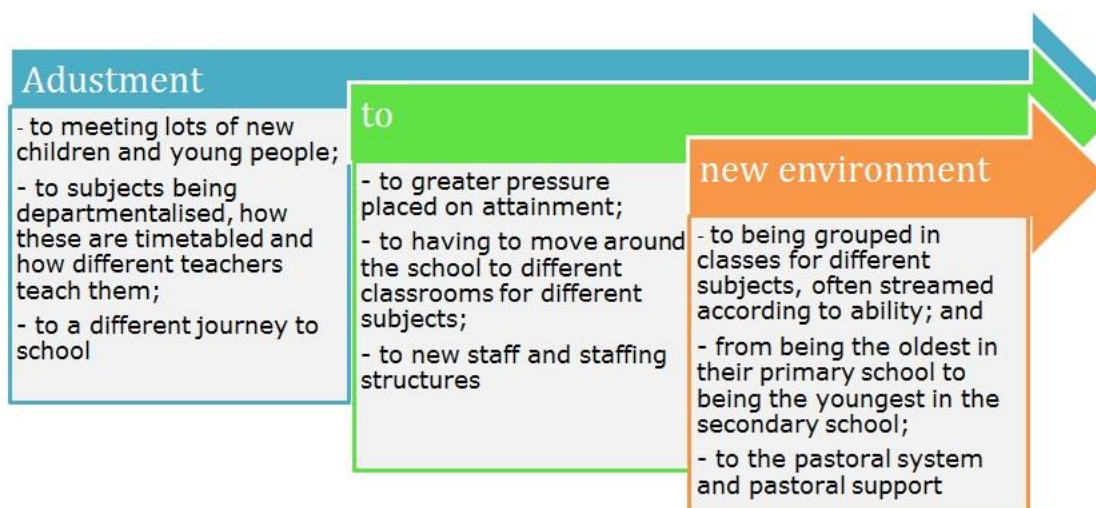 Adustment
- to meeting lots of new
children and young people;
- to subjects being
departmentalised, how
these are timetabled and
how different teachers
teach them;
- to a different journey to
school
to
- to greater pressure
placed on attainment;
- to having to move around
the school to different
classrooms for different
subjects;
- to new staff and staffing
structures
new environment
- to being grouped in
classes for different
subjects, often streamed
according to ability; and
- from being the oldest in
their primary school to
being the youngest in the
secondary school;
- to the pastoral system
and pastoral support